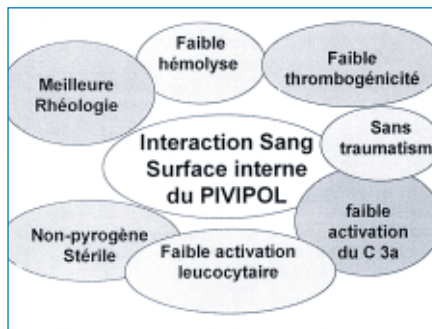 Faible
hémolyse
Faible
thrombogénicité
Meilleure
Rhéologie
Sans
traumatism
Interaction Sang
Surface interne
du PIVIPOL
faible
activation
du C 3a
Non-pyrogène
Stérile
Faible activation
leucocytaire